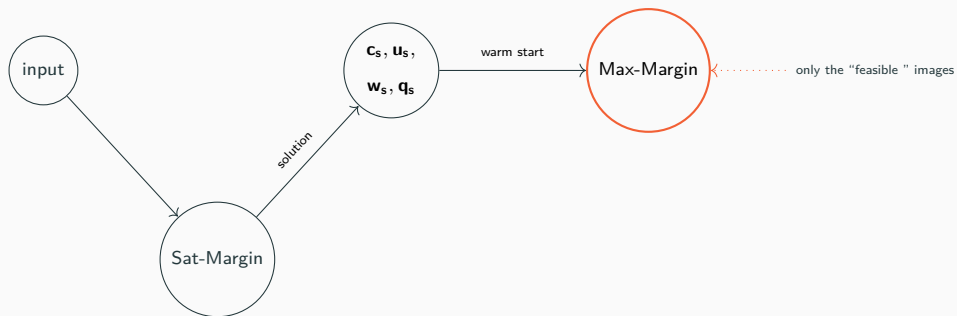 input
c_s, u_s,
w_s, q_s
warm start
Max-Margin
only the “feasible ” images
solution
Sat-Margin